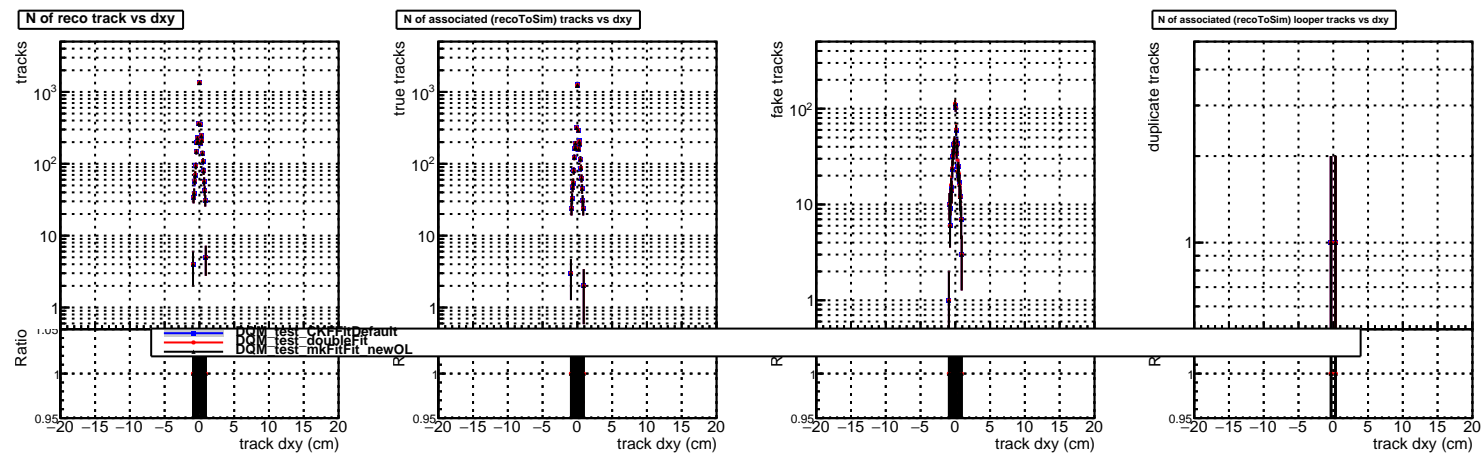 N of reco track vs dxy
tracks
10³
10²
10
1
1.05
Ratio
1
0.95
−20 −15 −10 −5 0 5 10 15 20
track dxy (cm)
N of associated (recoToSim) tracks vs dxy
true tracks
10³
10²
10
1
1
0.95
−20 −15 −10 −5 0 5 10 15 20
track dxy (cm)
fake tracks
10²
10
1
1
0.95
−20 −15 −10 −5 0 5 10 15 20
track dxy (cm)
N of associated (recoToSim) looper tracks vs dxy
duplicate tracks
1
1
0.95
−20 −15 −10 −5 0 5 10 15 20
track dxy (cm)
DQM_test_CKFFitDefault
DQM_test_doubleFit
DQM_test_mkFitFit_newOL